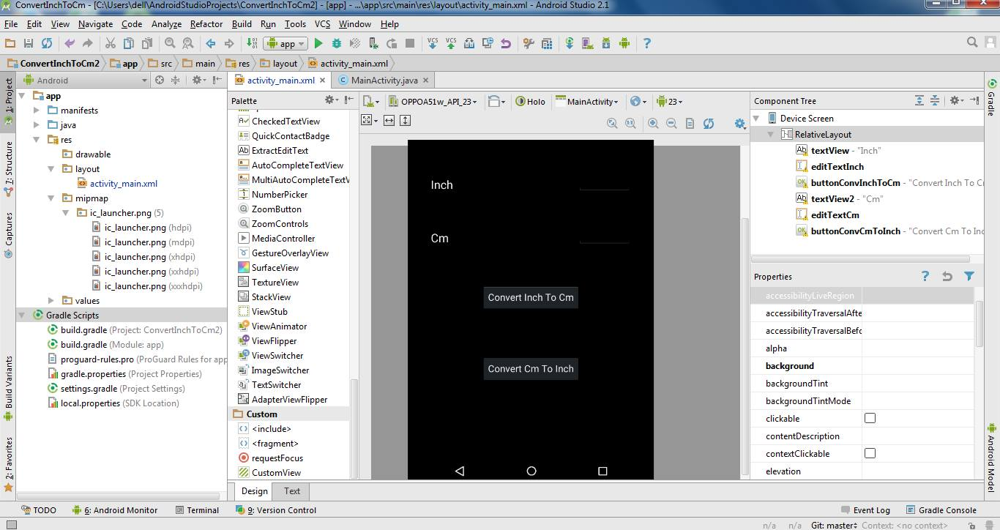 ConvertInchToCm - [C:\Users\dell\AndroidStudioProjects\ConvertInchToCm2] - [app] - ...\app\src\main\res\layout\activity_main.xml - Android Studio 2.1
File Edit View Navigate Code Analyze Refactor Build Run Tools VCS Window Help
app VCS VCS ?
ConvertInchToCm2 app src main res layout activity_main.xml
1: Project
7: Structure
Captures
Build Variants
2: Favorites
Android
app
manifests
java
res
drawable
layout
activity_main.xml
mipmap
ic_launcher.png (5)
ic_launcher.png (hdpi)
ic_launcher.png (mdpi)
ic_launcher.png (xhdpi)
ic_launcher.png (xxhdpi)
ic_launcher.png (xxxhdpi)
values
Gradle Scripts
build.gradle (Project: ConvertInchToCm2)
build.gradle (Module: app)
proguard-rules.pro (ProGuard Rules for app
gradle.properties (Project Properties)
settings.gradle (Project Settings)
local.properties (SDK Location)
activity_main.xml MainActivity.java
Palette
CheckedTextView
QuickContactBadge
Ab ExtractEditText
AutoCompleteTextView
MultiAutoCompleteTextV
NumberPicker
ZoomButton
ZoomControls
MediaController
GestureOverlayView
SurfaceView
TextureView
StackView
ViewStub
ViewAnimator
ViewFlipper
ViewSwitcher
ImageSwitcher
TextSwitcher
AdapterViewFlipper
Custom
<include>
<fragment>
requestFocus
CustomView
OPPOA51w_API_23 Holo MainActivity 23
Inch
Cm
Convert Inch To Cm
Convert Cm To Inch
Design Text
Component Tree
Device Screen
RelativeLayout
Ab textView - "Inch"
editTextInch
OK buttonConvInchToCm - "Convert Inch To C
Ab textView2 - "Cm"
editTextCm
OK buttonConvCmToInch - "Convert Cm To Inc
Properties ?
accessibilityLiveRegion
accessibilityTraversalAfte
accessibilityTraversalBefo
alpha
background
backgroundTint
backgroundTintMode
clickable
contentDescription
contextClickable
elevation
Gradle
Android Model
TODO 6: Android Monitor Terminal 9: Version Control Event Log Gradle Console
n/a n/a Git: master Context: <no context>